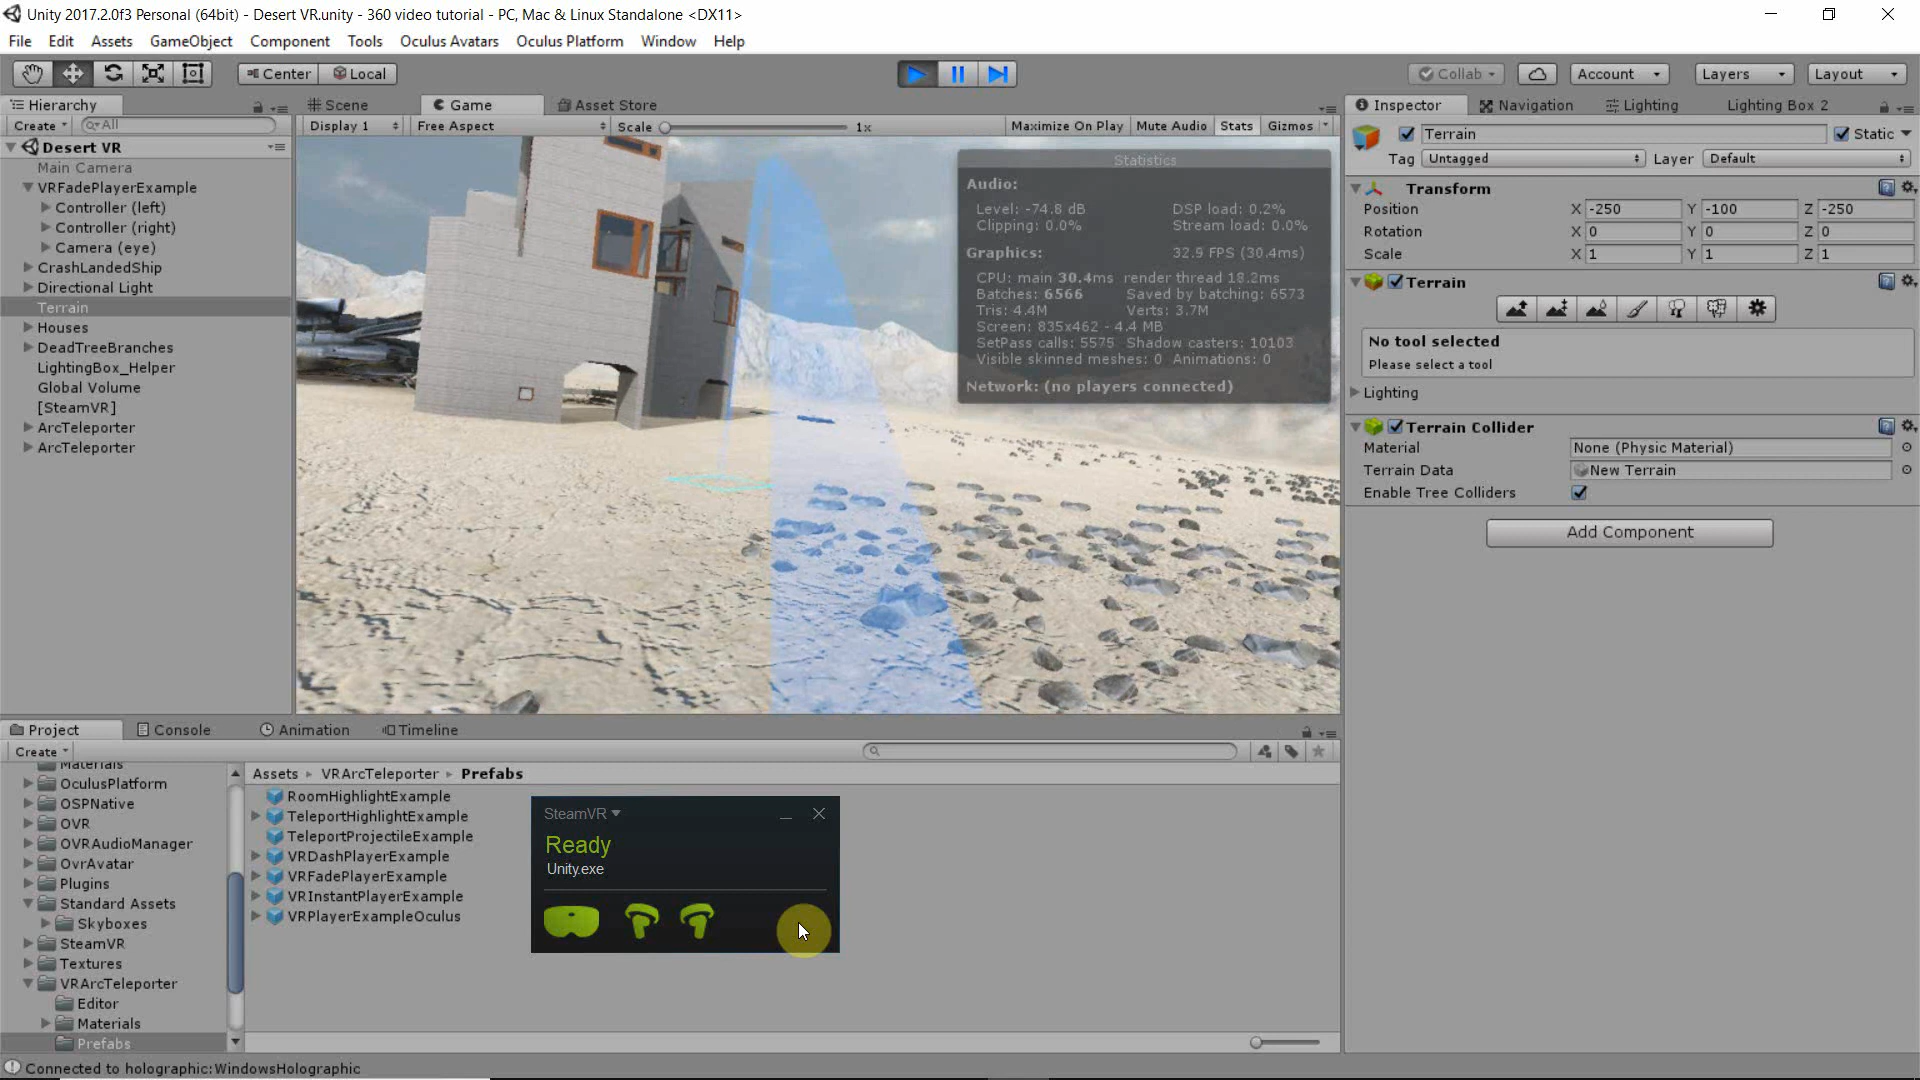 Unity 2017.2.0f3 Personal (64bit) - Desert VR.unity - 360 video tutorial - PC, Mac & Linux Standalone <DX11>
File Edit Assets GameObject Component Tools Oculus Avatars Oculus Platform Window Help
Center Local Collab Account Layers Layout
Hierarchy Scene Game Asset Store Inspector Navigation Lighting Lighting Box 2
Create All Display 1 Free Aspect Scale 1x Maximize On Play Mute Audio Stats Gizmos
Desert VR
Main Camera
VRFadePlayerExample
Controller (left)
Controller (right)
Camera (eye)
CrashLandedShip
Directional Light
Terrain
Houses
DeadTreeBranches
LightingBox_Helper
Global Volume
[SteamVR]
ArcTeleporter
ArcTeleporter
Statistics
Audio:
Level: -74.8 dB DSP load: 0.2%
Clipping: 0.0% Stream load: 0.0%
Graphics: 32.9 FPS (30.4ms)
CPU: main 30.4ms render thread 18.2ms
Batches: 6566 Saved by batching: 6573
Tris: 4.4M Verts: 3.7M
Screen: 835x462 - 4.4 MB
SetPass calls: 5575 Shadow casters: 10103
Visible skinned meshes: 0 Animations: 0
Network: (no players connected)
Terrain Static
Tag Untagged Layer Default
Transform
Position X -250 Y -100 Z -250
Rotation X 0 Y 0 Z 0
Scale X 1 Y 1 Z 1
Terrain
No tool selected
Please select a tool
Lighting
Terrain Collider
Material None (Physic Material)
Terrain Data New Terrain
Enable Tree Colliders
Add Component
Project Console Animation Timeline
Create
Materials
OculusPlatform
OSPNative
OVR
OVRAudioManager
OvrAvatar
Plugins
Standard Assets
Skyboxes
SteamVR
Textures
VRArcTeleporter
Editor
Materials
Prefabs
Assets VRArcTeleporter Prefabs
RoomHighlightExample
TeleportHighlightExample
TeleportProjectileExample
VRDashPlayerExample
VRFadePlayerExample
VRInstantPlayerExample
VRPlayerExampleOculus
SteamVR
Ready
Unity.exe
Connected to holographic:WindowsHolographic